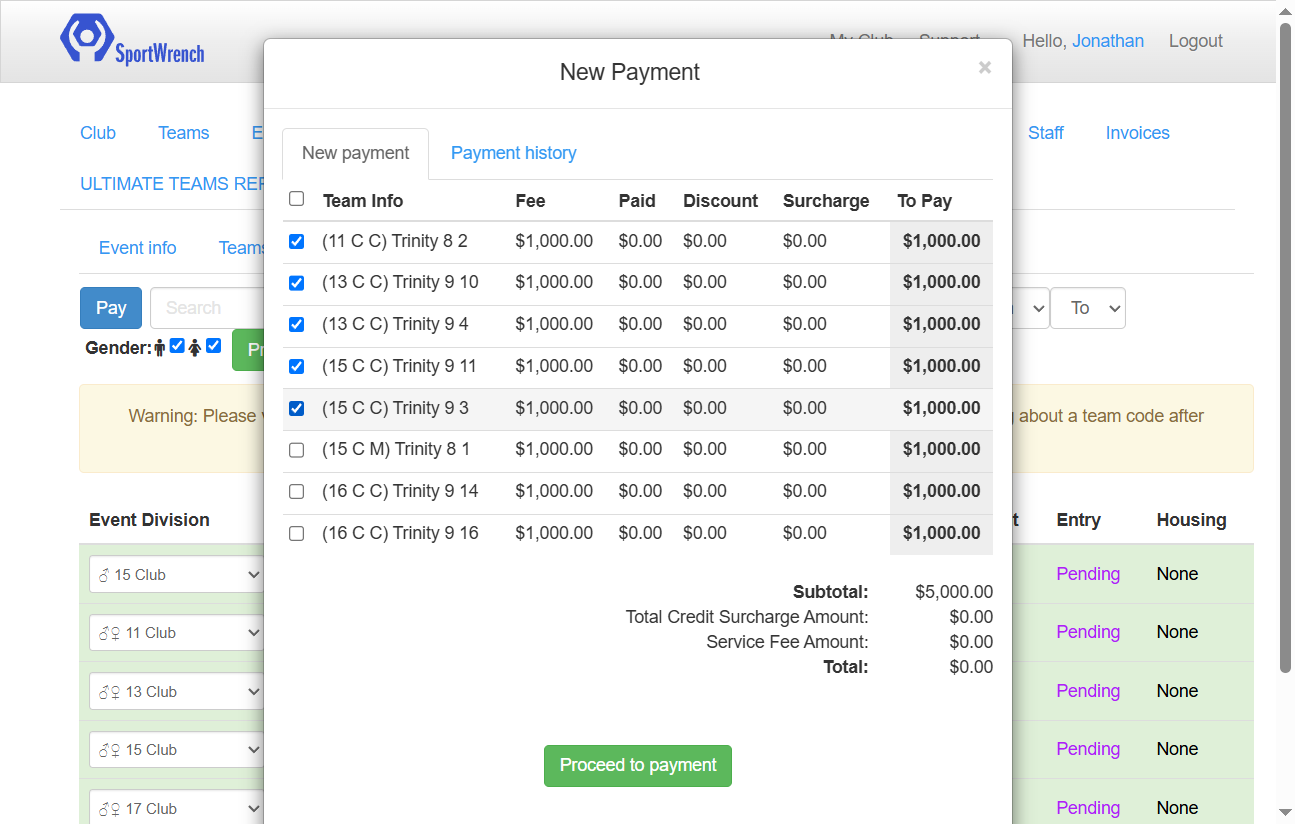 SportWrench
My Club Support Hello, Jonathan Logout
New Payment ×
Club Teams Staff Invoices
New payment Payment history
ULTIMATE TEAMS
Team Info Fee Paid Discount Surcharge To Pay
(11 C C) Trinity 8 2 $1,000.00 $0.00 $0.00 $0.00 $1,000.00
Event info Teams
(13 C C) Trinity 9 10 $1,000.00 $0.00 $0.00 $0.00 $1,000.00
Pay Search To
(13 C C) Trinity 9 4 $1,000.00 $0.00 $0.00 $0.00 $1,000.00
Gender:
(15 C C) Trinity 9 11 $1,000.00 $0.00 $0.00 $0.00 $1,000.00
(15 C C) Trinity 9 3 $1,000.00 $0.00 $0.00 $0.00 $1,000.00
Warning: Please about a team code after
(15 C M) Trinity 8 1 $1,000.00 $0.00 $0.00 $0.00 $1,000.00
(16 C C) Trinity 9 14 $1,000.00 $0.00 $0.00 $0.00 $1,000.00
Event Division Entry Housing
(16 C C) Trinity 9 16 $1,000.00 $0.00 $0.00 $0.00 $1,000.00
♂ 15 Club Pending None
Subtotal: $5,000.00
Total Credit Surcharge Amount: $0.00
♂♀ 11 Club Pending None
Service Fee Amount: $0.00
Total: $0.00
♂♀ 13 Club Pending None
♂♀ 15 Club Pending None
Proceed to payment
♂♀ 17 Club Pending None